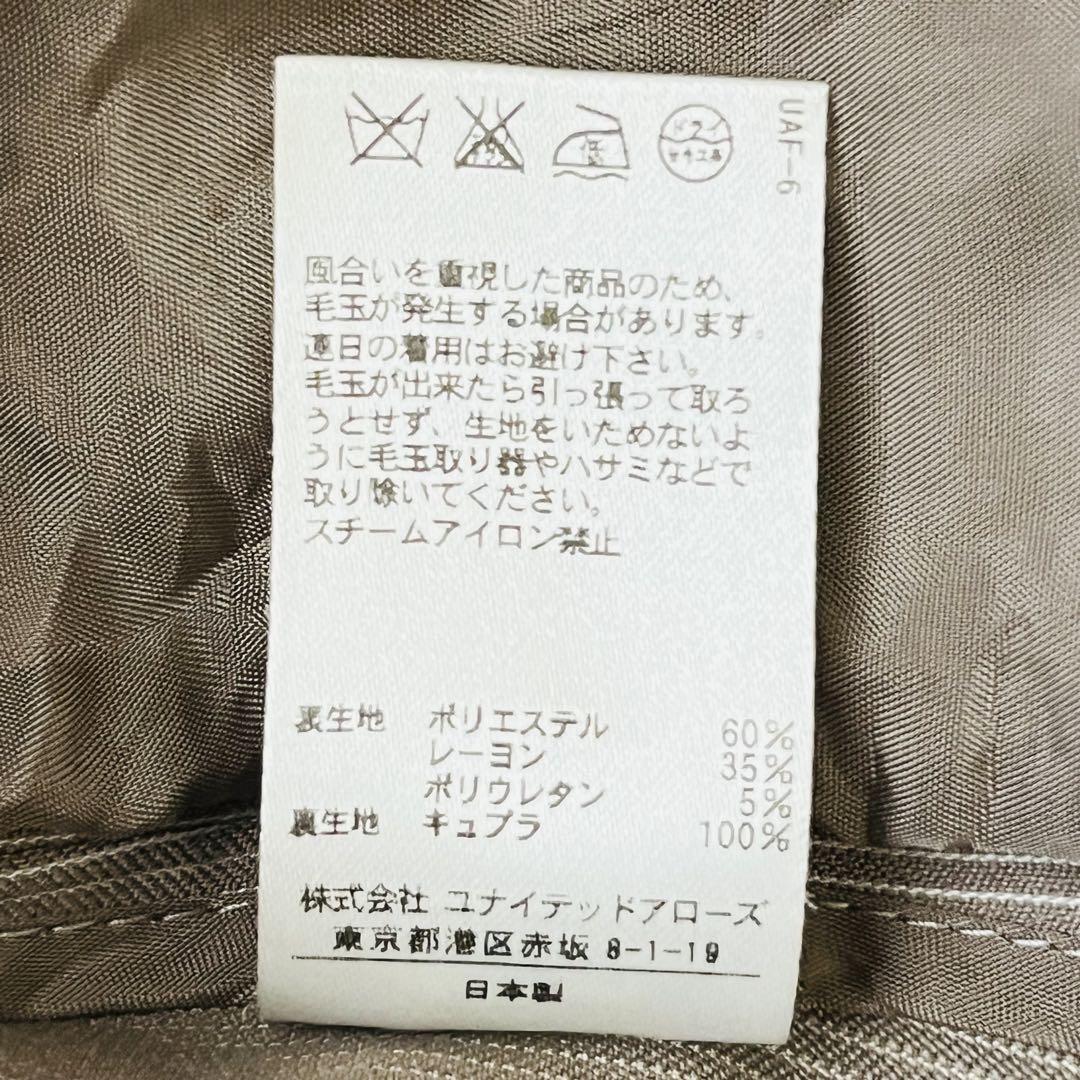 UAF-6
低
ドライ
セキユ系
風合いを重視した商品のため、
毛玉が発生する場合があります。
連日の着用はお避け下さい。
毛玉が出来たら引っ張って取ろ
うとせず、生地をいためないよ
うに毛玉取り器やハサミなどで
取り除いてください。
スチームアイロン禁止
表生地 ポリエステル 60%
レーヨン 35%
ポリウレタン 5%
裏生地 キュプラ 100%
株式会社 ユナイテッドアローズ
東京都港区赤坂 8-1-19
日本製